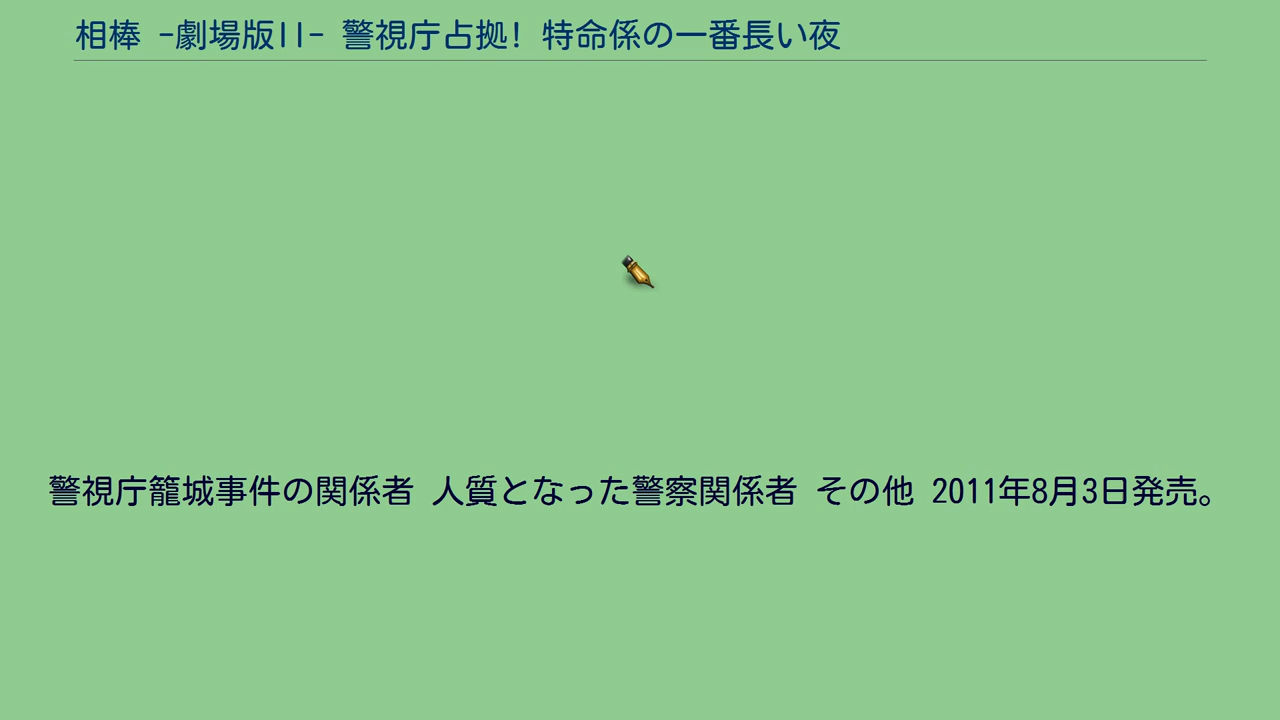 相棒 -劇場版II- 警視庁占拠! 特命係の一番長い夜
警視庁籠城事件の関係者 人質となった警察関係者 その他 2011年8月3日発売。